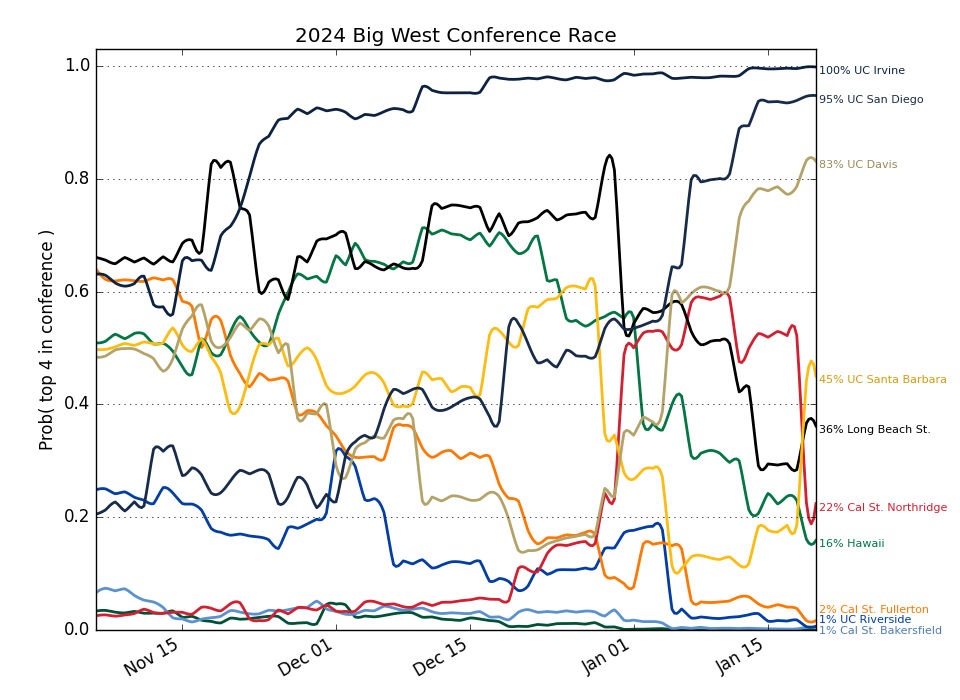 2024 Big West Conference Race
Prob( top 4 in conference )
1.0
0.8
0.6
0.4
0.2
0.0
Nov 15
Dec 01
Dec 15
Jan 01
Jan 15
100% UC Irvine
95% UC San Diego
83% UC Davis
45% UC Santa Barbara
36% Long Beach St.
22% Cal St. Northridge
16% Hawaii
2% Cal St. Fullerton
1% UC Riverside
1% Cal St. Bakersfield